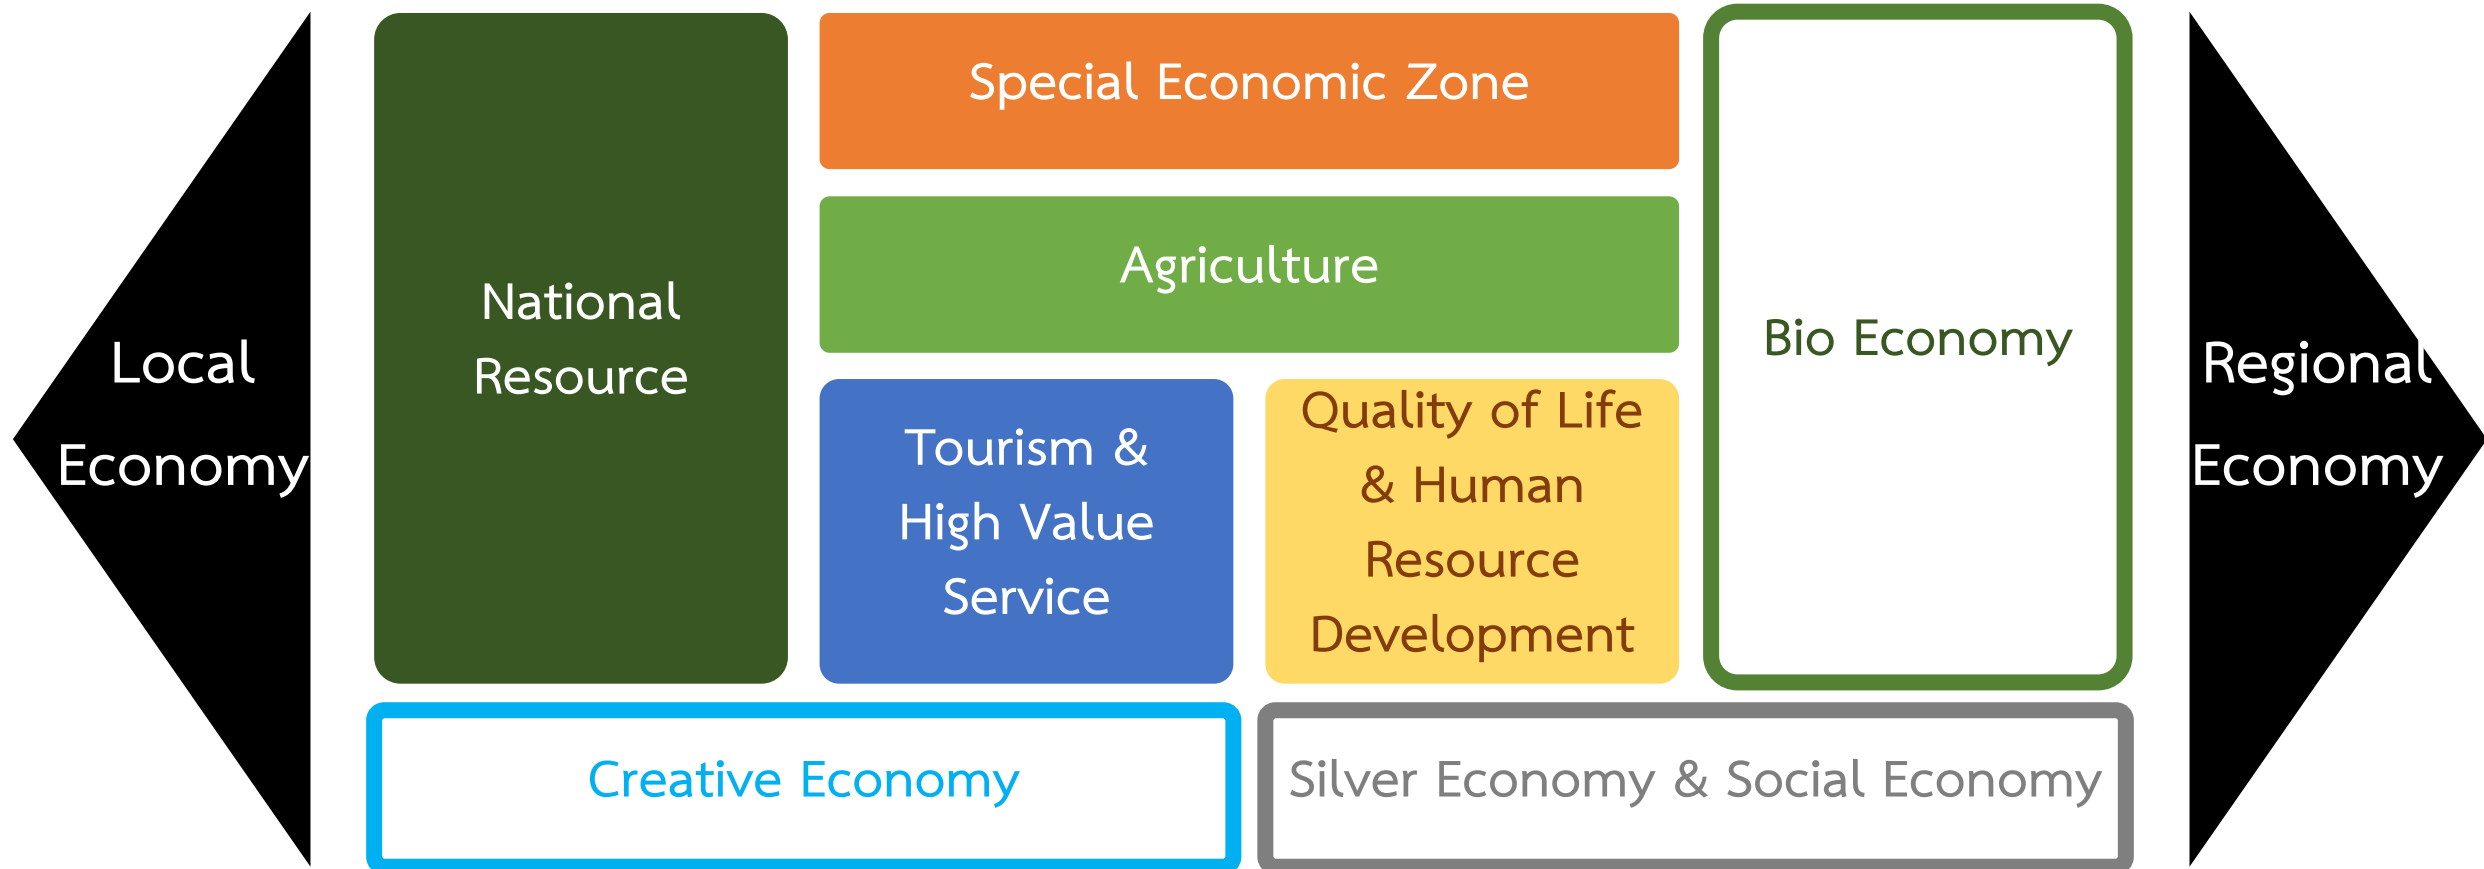 Local
Economy
National
Resource
Special Economic Zone
Agriculture
Tourism &
High Value
Service
Quality of Life
& Human
Resource
Development
Bio Economy
Regional
Economy
Creative Economy
Silver Economy & Social Economy